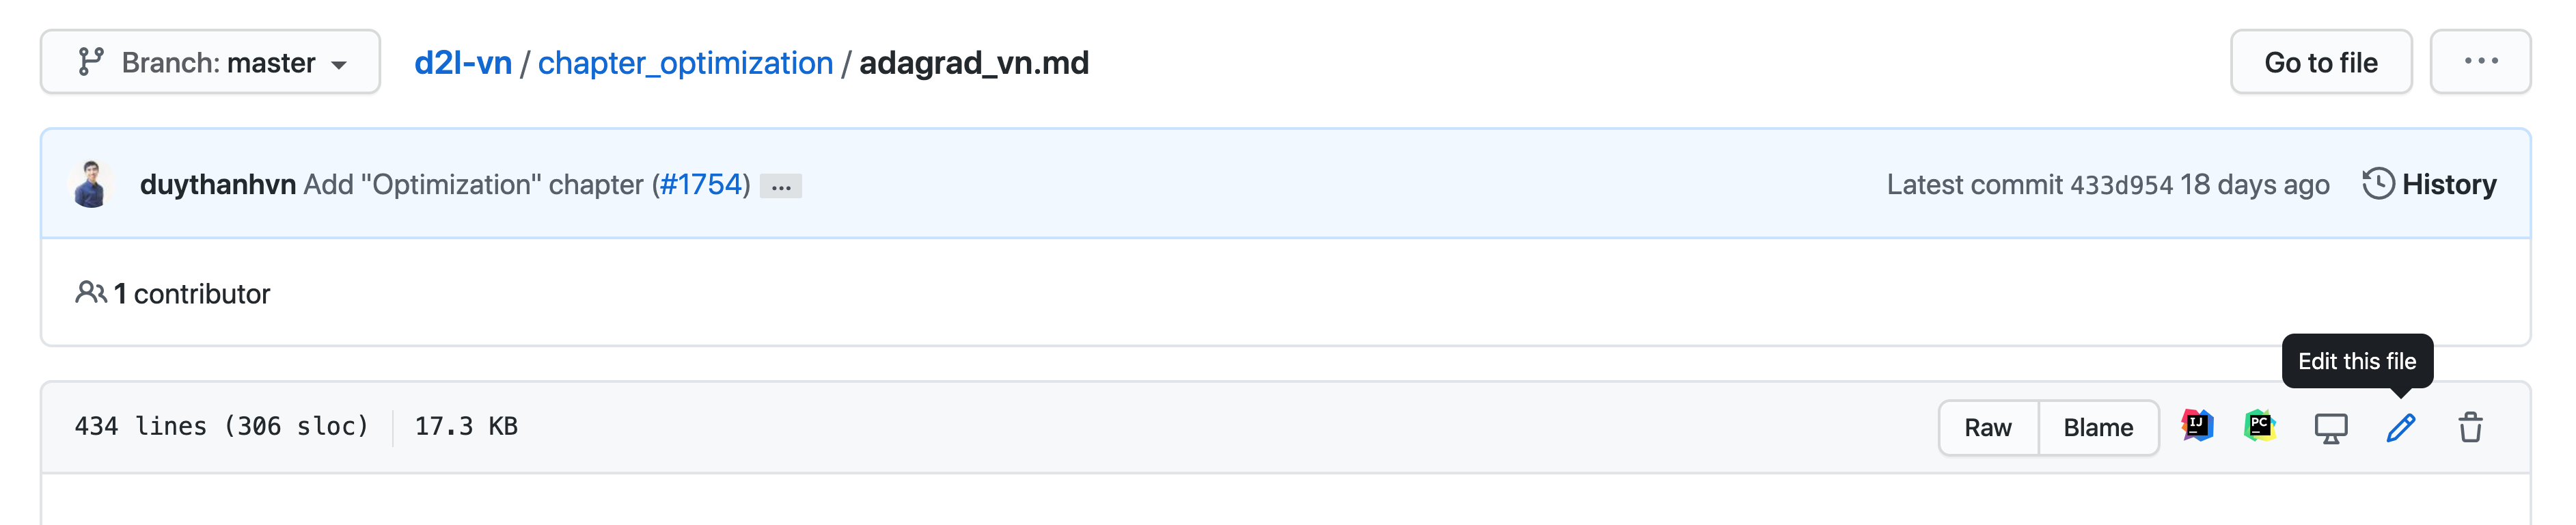 Branch: master d2l-vn / chapter_optimization / adagrad_vn.md Go to file ...
duythanhvn Add "Optimization" chapter (#1754) ... Latest commit 433d954 18 days ago History
1 contributor
Edit this file
434 lines (306 sloc) 17.3 KB Raw Blame IJ PC